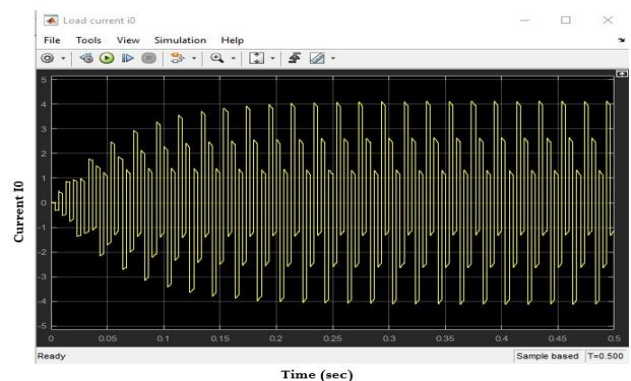 Load current i0
File Tools View Simulation Help
5
4
3
2
1
0
-1
-2
-3
-4
-5
0 0.05 0.1 0.15 0.2 0.25 0.3 0.35 0.4 0.45 0.5
Current I0
Ready Sample based T=0.500
Time (sec)